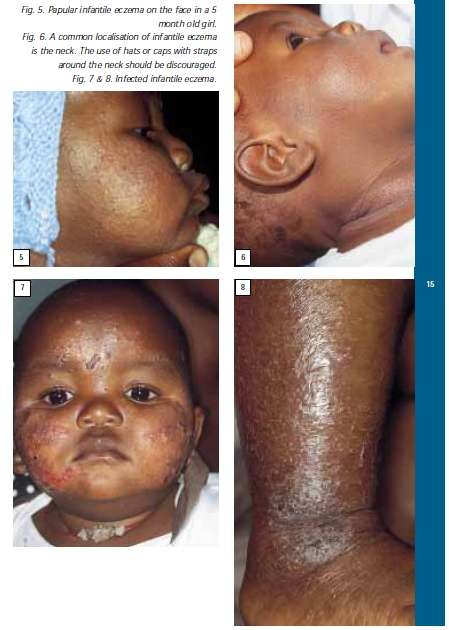 Fig. 5. Papular infantile eczema on the face in a 5
month old girl.
Fig. 6. A common localisation of infantile eczema
is the neck. The use of hats or caps with straps
around the neck should be discouraged.
Fig. 7 & 8. Infected infantile eczema.
5
6
7
8
15